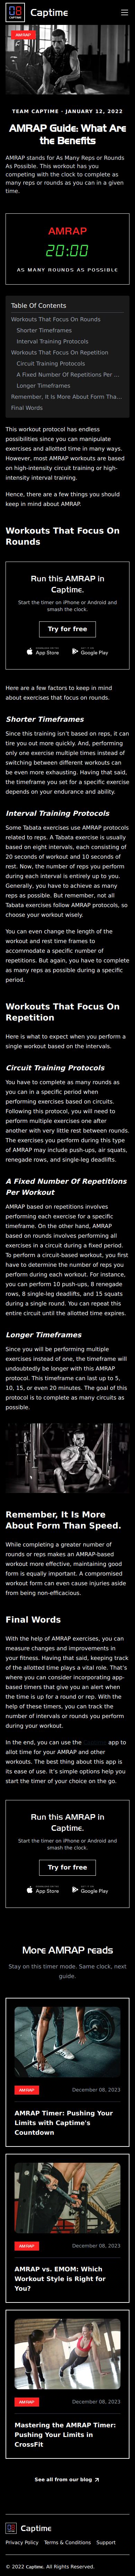 08
CAPTIME
Captime
AMRAP
TEAM CAPTIME · JANUARY 12, 2022
AMRAP Guide: What Are
the Benefits
AMRAP stands for As Many Reps or Rounds
As Possible. This workout has you
competing with the clock to complete as
many reps or rounds as you can in a given
time.
AMRAP
20:00
AS MANY ROUNDS AS POSSIBLE
Table Of Contents
Workouts That Focus On Rounds
Shorter Timeframes
Interval Training Protocols
Workouts That Focus On Repetition
Circuit Training Protocols
A Fixed Number Of Repetitions Per ...
Longer Timeframes
Remember, It Is More About Form Tha...
Final Words
This workout protocol has endless
possibilities since you can manipulate
exercises and allotted time in many ways.
However, most AMRAP workouts are based
on high-intensity circuit training or high-
intensity interval training.
Hence, there are a few things you should
keep in mind about AMRAP.
Workouts That Focus On
Rounds
Run this AMRAP in
Captime.
Start the timer on iPhone or Android and
smash the clock.
Try for free
App Store
Google Play
Here are a few factors to keep in mind
about exercises that focus on rounds.
Shorter Timeframes
Since this training isn't based on reps, it can
tire you out more quickly. And, performing
only one exercise multiple times instead of
switching between different workouts can
be even more exhausting. Having that said,
the timeframe you set for a specific exercise
depends on your endurance and ability.
Interval Training Protocols
Some Tabata exercises use AMRAP protocols
related to reps. A Tabata exercise is usually
based on eight intervals, each consisting of
20 seconds of workout and 10 seconds of
rest. Now, the number of reps you perform
during each interval is entirely up to you.
Generally, you have to achieve as many
reps as possible. But remember, not all
Tabata exercises follow AMRAP protocols, so
choose your workout wisely.
You can even change the length of the
workout and rest time frames to
accommodate a specific number of
repetitions. But again, you have to complete
as many reps as possible during a specific
period.
Workouts That Focus On
Repetition
Here is what to expect when you perform a
single workout based on the intervals.
Circuit Training Protocols
You have to complete as many rounds as
you can in a specific period when
performing exercises based on circuits.
Following this protocol, you will need to
perform multiple exercises one after
another with very little rest between rounds.
The exercises you perform during this type
of AMRAP may include push-ups, air squats,
renegade rows, and single-leg deadlifts.
A Fixed Number Of Repetitions
Per Workout
AMRAP based on repetitions involves
performing each exercise for a specific
timeframe. On the other hand, AMRAP
based on rounds involves performing all
exercises in a circuit during a fixed period.
To perform a circuit-based workout, you first
have to determine the number of reps you
perform during each workout. For instance,
you can perform 10 push-ups, 8 renegade
rows, 8 single-leg deadlifts, and 15 squats
during a single round. You can repeat this
entire circuit until the allotted time expires.
Longer Timeframes
Since you will be performing multiple
exercises instead of one, the timeframe will
undoubtedly be longer with this AMRAP
protocol. This timeframe can last up to 5,
10, 15, or even 20 minutes. The goal of this
protocol is to complete as many circuits as
possible.
Remember, It Is More
About Form Than Speed.
While completing a greater number of
rounds or reps makes an AMRAP-based
workout more effective, maintaining good
form is equally important. A compromised
workout form can even cause injuries aside
from being non-efficacious.
Final Words
With the help of AMRAP exercises, you can
measure changes and improvements in
your fitness. Having that said, keeping track
of the allotted time plays a vital role. That's
where you can consider incorporating app-
based timers that give you an alert when
the time is up for a round or rep. With the
help of these timers, you can track the
number of intervals or rounds you perform
during your workout.
In the end, you can use the app to
allot time for your AMRAP and other
workouts. The best thing about this app is
its ease of use. It's simple options help you
start the timer of your choice on the go.
Run this AMRAP in
Captime.
Start the timer on iPhone or Android and
smash the clock.
Try for free
App Store
Google Play
More AMRAP reads
Stay on this timer mode. Same clock, next
guide.
AMRAP
December 08, 2023
AMRAP Timer: Pushing Your
Limits with Captime's
Countdown
AMRAP
December 08, 2023
AMRAP vs. EMOM: Which
Workout Style is Right for
You?
AMRAP
December 08, 2023
Mastering the AMRAP Timer:
Pushing Your Limits in
CrossFit
See all from our blog
Captime
Privacy Policy Terms & Conditions Support
© 2022 Captime. All Rights Reserved.